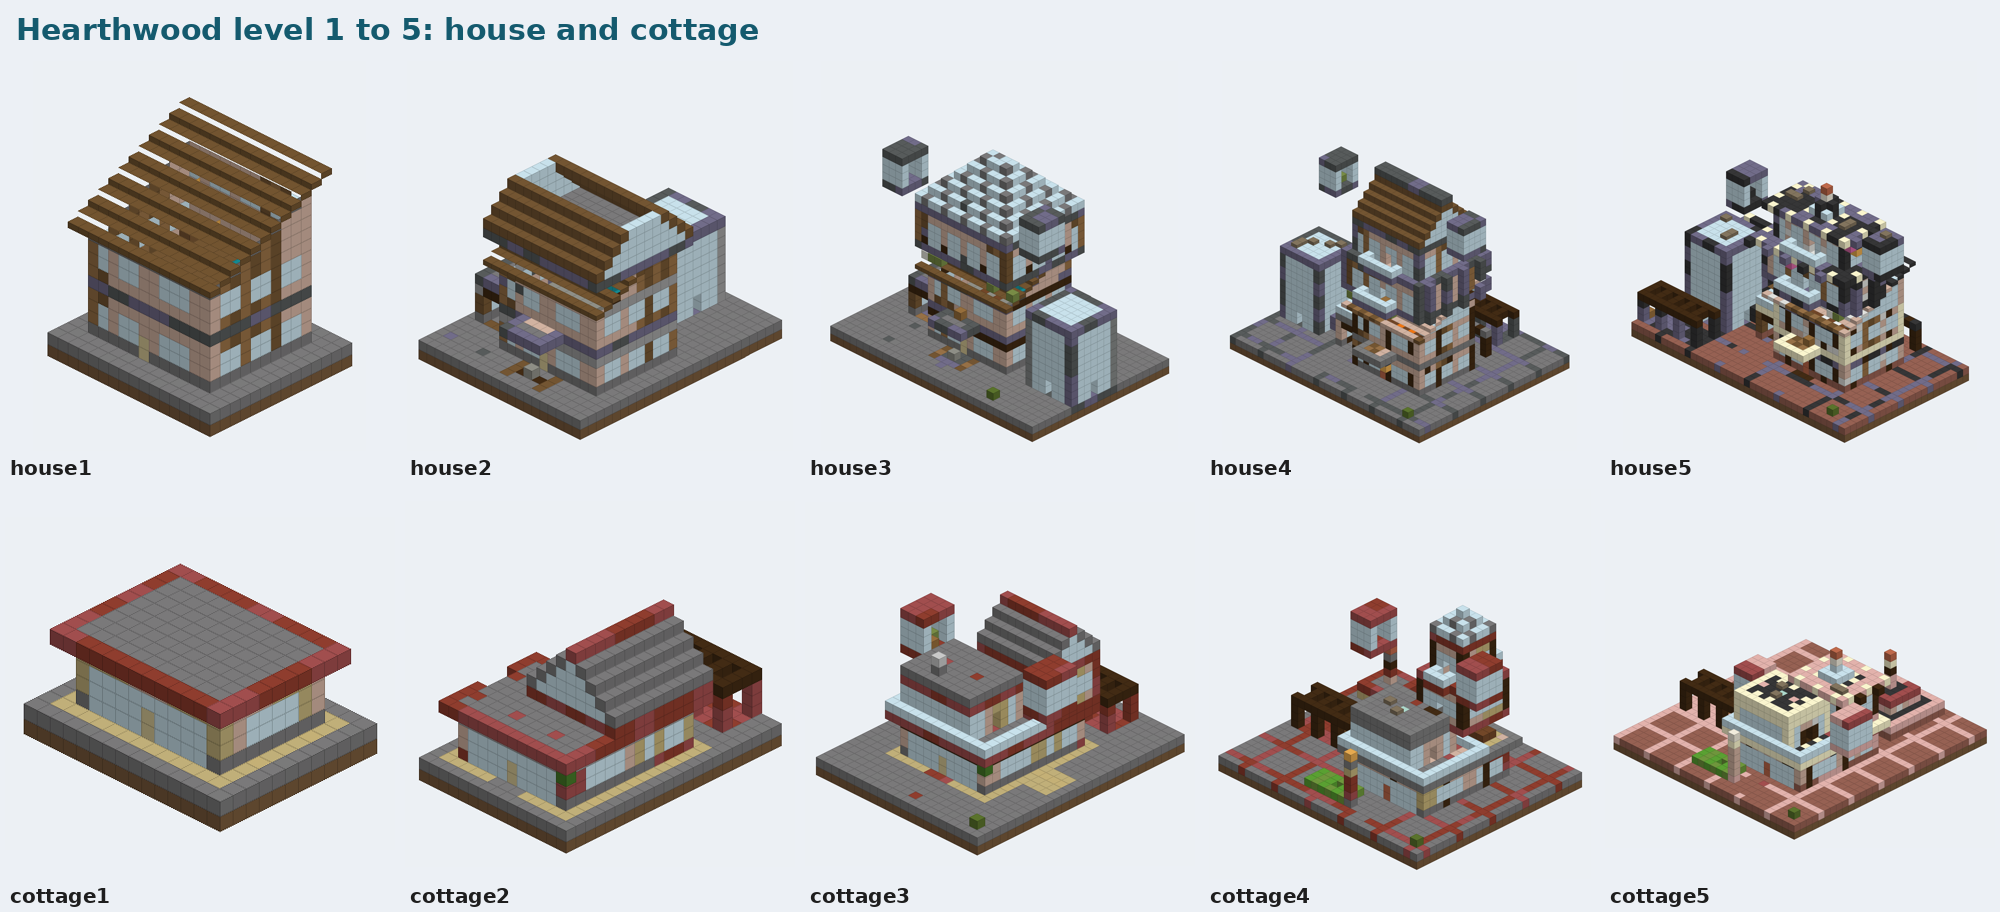 Hearthwood level 1 to 5: house and cottage
house1
house2
house3
house4
house5
cottage1
cottage2
cottage3
cottage4
cottage5